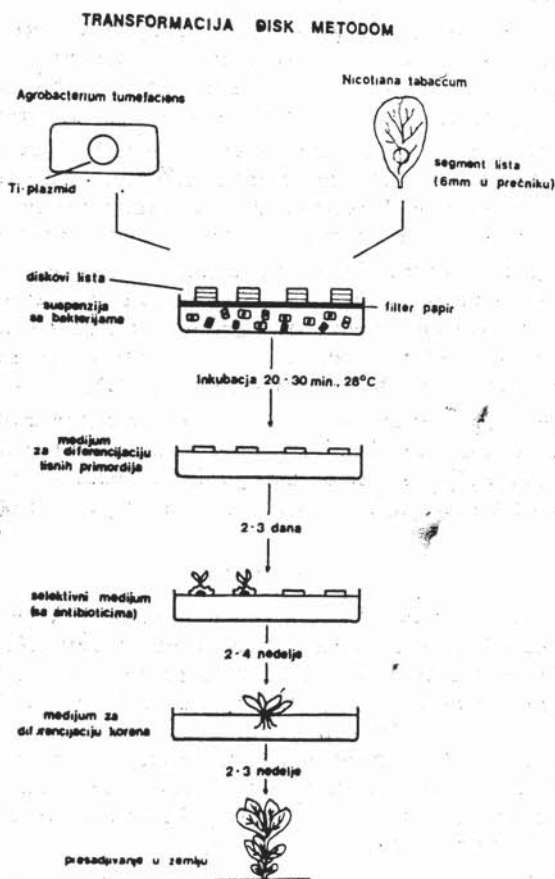 TRANSFORMACIJA DISK METODOM
Agrobacterium tumefaciens
Nicotiana tabaccum
Ti-plazmid
segment lista
(6mm u prečniku)
diskovi lista
suspenzija
sa bakterijama
filter papir
Inkubacija 20-30 min., 28°C
medijum
za diferencijaciju
lisnih primordija
2-3 dana
selektivni medijum
(sa antibioticima)
2-4 nedelje
medijum za
diferencijaciju korena
2-3 nedelje
presadjivanje u zemlju